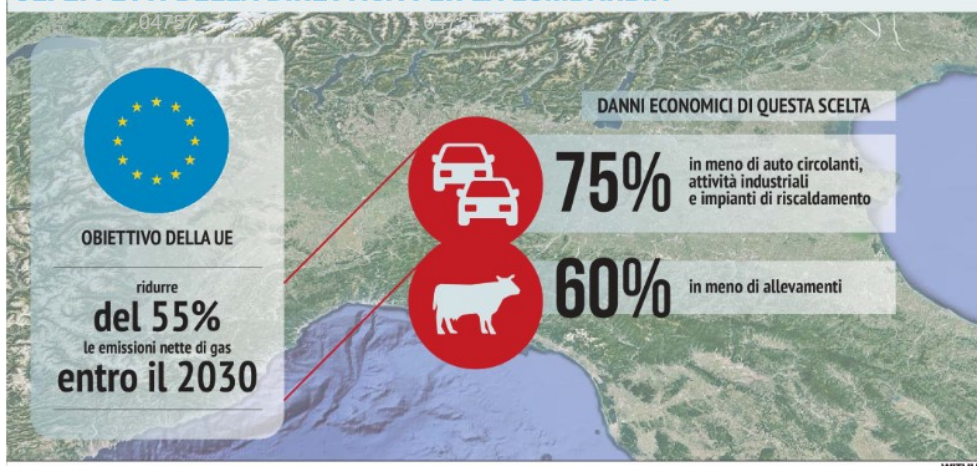 OBIETTIVO DELLA UE
ridurre
del 55%
le emissioni nette di gas
entro il 2030
DANNI ECONOMICI DI QUESTA SCELTA
75%
in meno di auto circolanti,
attività industriali
e impianti di riscaldamento
60%
in meno di allevamenti